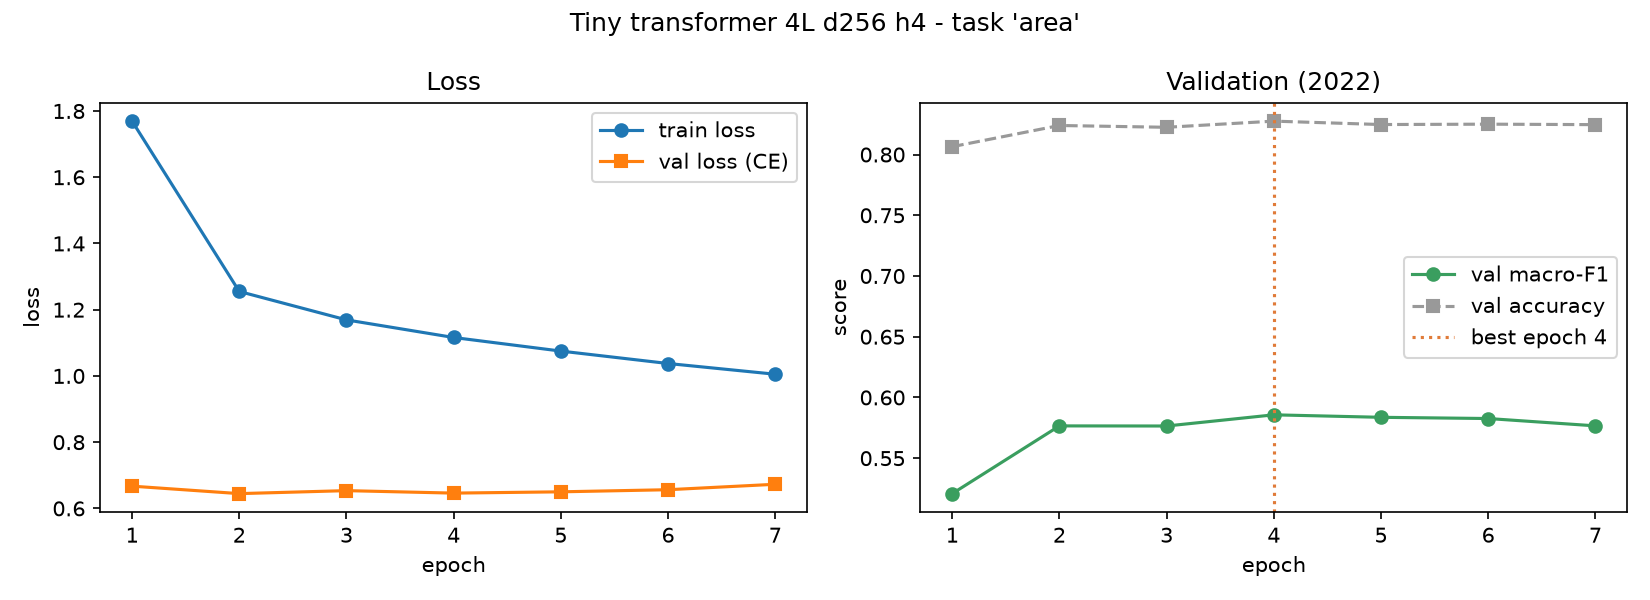 Tiny transformer 4L d256 h4 - task 'area'
Loss
1.8
1.6
1.4
1.2
1.0
0.8
0.6
loss
train loss
val loss (CE)
1 2 3 4 5 6 7
epoch
Validation (2022)
0.80
0.75
0.70
0.65
0.60
0.55
score
val macro-F1
val accuracy
best epoch 4
1 2 3 4 5 6 7
epoch